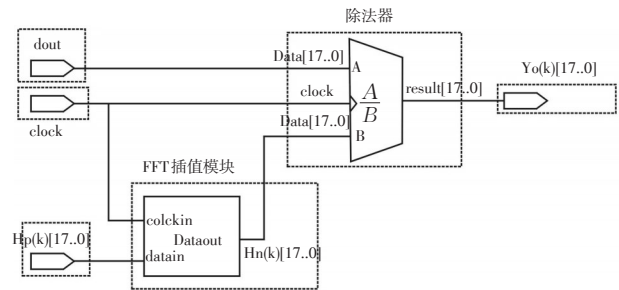 除法器
dout
Data[17..0]
A
Yo(k)[17..0]
clock
A
B
result[17..0]
clock
Data[17..0]
B
FFT插值模块
colckin
Dataout
Hp(k)[17..0]
datain
Hn(k)[17..0]